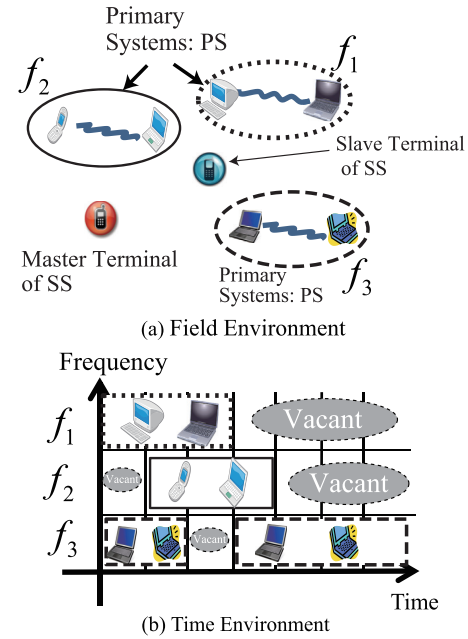 Primary
Systems: PS
f2
f1
Slave Terminal
of SS
Master Terminal
of SS
Primary
Systems: PS
f3
(a) Field Environment
Frequency
f1
Vacant
f2
Vacant
Vacant
f3
Vacant
Time
(b) Time Environment